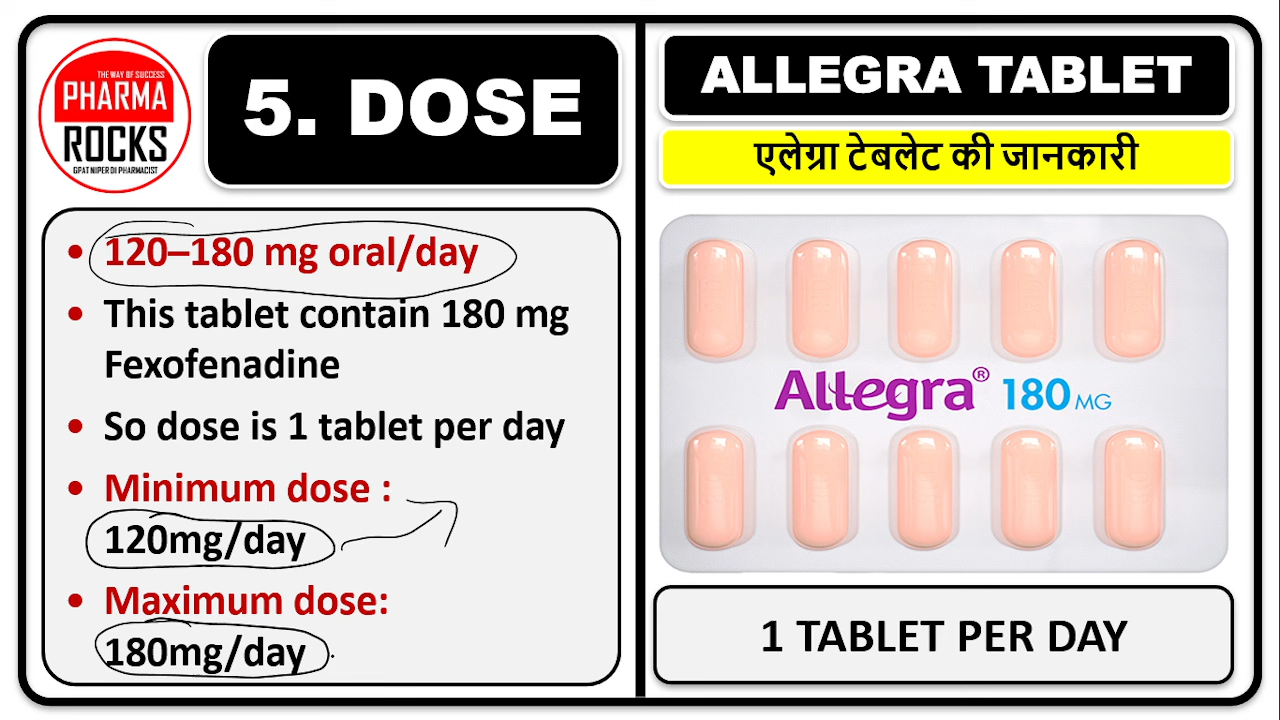 THE WAY OF SUCCESS
PHARMA
ROCKS
GPAT NIPER DI PHARMACIST
5. DOSE
• 120–180 mg oral/day
• This tablet contain 180 mg
Fexofenadine
• So dose is 1 tablet per day
• Minimum dose :
120mg/day
• Maximum dose:
180mg/day
ALLEGRA TABLET
एलेग्रा टेबलेट की जानकारी
Allegra® 180 MG
1 TABLET PER DAY